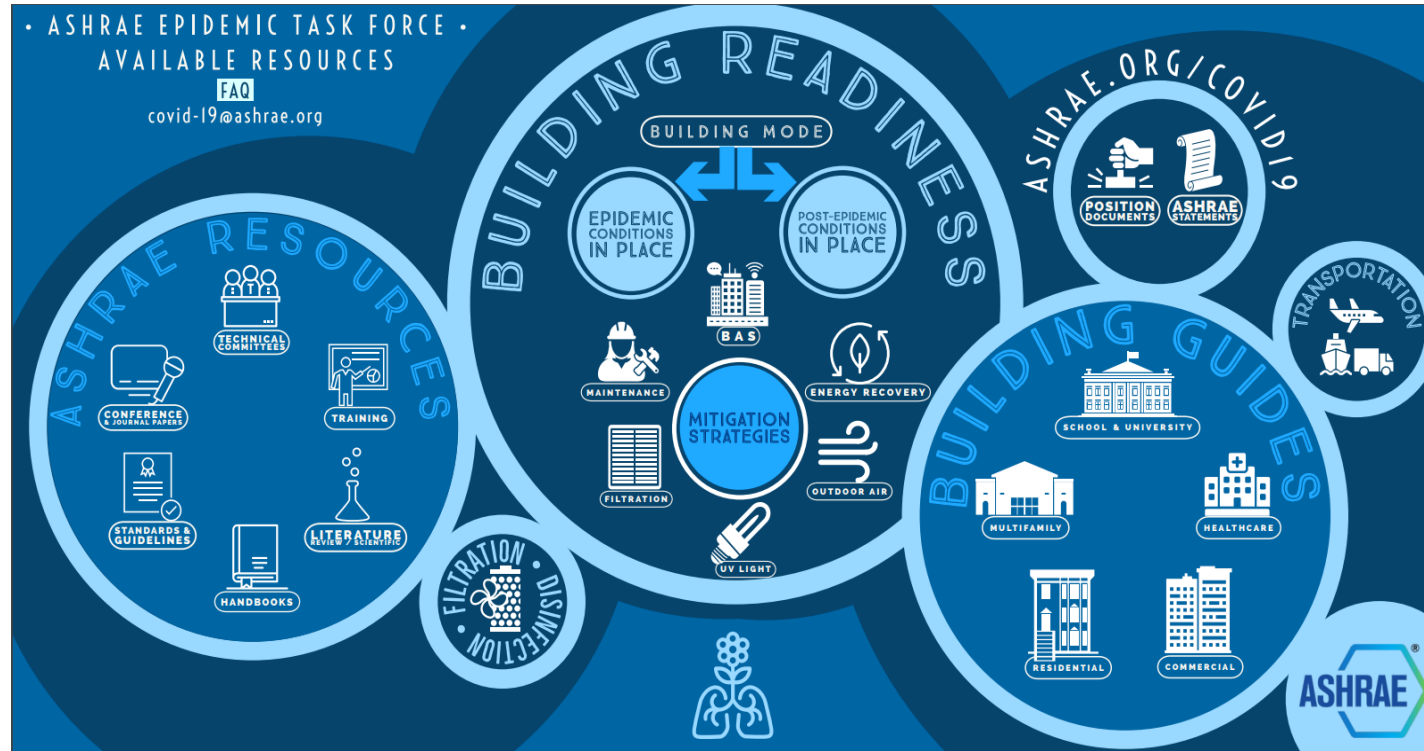 • ASHRAE EPIDEMIC TASK FORCE •
AVAILABLE RESOURCES
FAQ
covid-19@ashrae.org
ASHRAE RESOURCES
TECHNICAL
COMMITTEES
CONFERENCE
& JOURNAL PAPERS
TRAINING
STANDARDS &
GUIDELINES
LITERATURE
REVIEW / SCIENTIFIC
HANDBOOKS
• FILTRATION • DISINFECTION
BUILDING READINESS
BUILDING MODE
EPIDEMIC
CONDITIONS
IN PLACE
POST-EPIDEMIC
CONDITIONS
IN PLACE
BAS
MAINTENANCE
ENERGY RECOVERY
MITIGATION
STRATEGIES
FILTRATION
OUTDOOR AIR
UV LIGHT
ASHRAE.ORG/COVID19
POSITION
DOCUMENTS
ASHRAE
STATEMENTS
TRANSPORTATION
BUILDING GUIDES
SCHOOL & UNIVERSITY
MULTIFAMILY
HEALTHCARE
RESIDENTIAL
COMMERCIAL
ASHRAE®